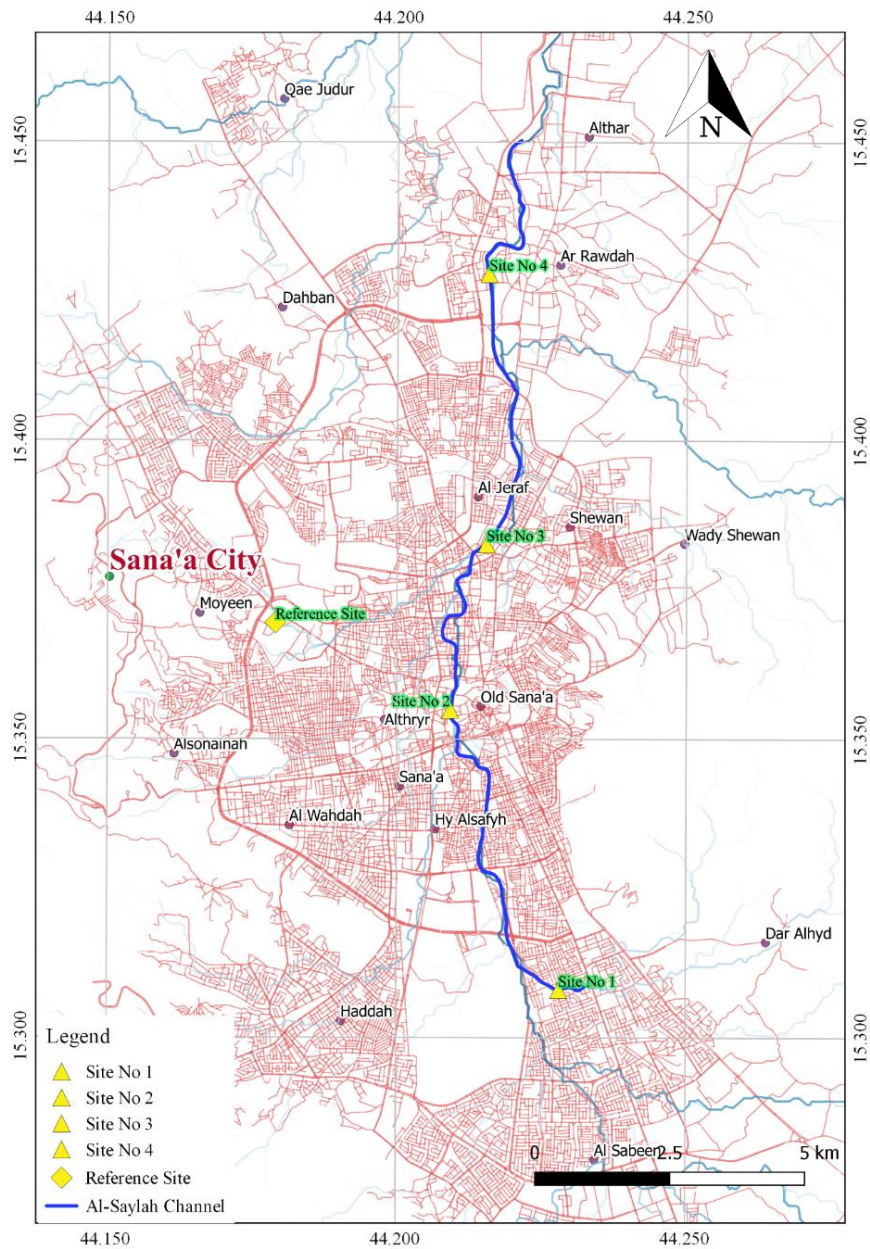 44.150
44.200
44.250
Qae Judur
Althar
N
15.450
15.450
Site No 4
Ar Rawdah
Dahban
15.400
15.400
Al Jeraf
Shewan
Site No 3
Wady Shewan
Sana'a City
Moyeen
Reference Site
Site No 2
Old Sana'a
Althryr
15.350
15.350
Alsonainah
Sana'a
Al Wahdah
Hy Alsafyh
Dar Alhyd
Site No 1
Haddah
15.300
15.300
Legend
Site No 1
Site No 2
Site No 3
Site No 4
Reference Site
Al-Saylah Channel
Al Sabeen
0
2.5
5 km
44.150
44.200
44.250